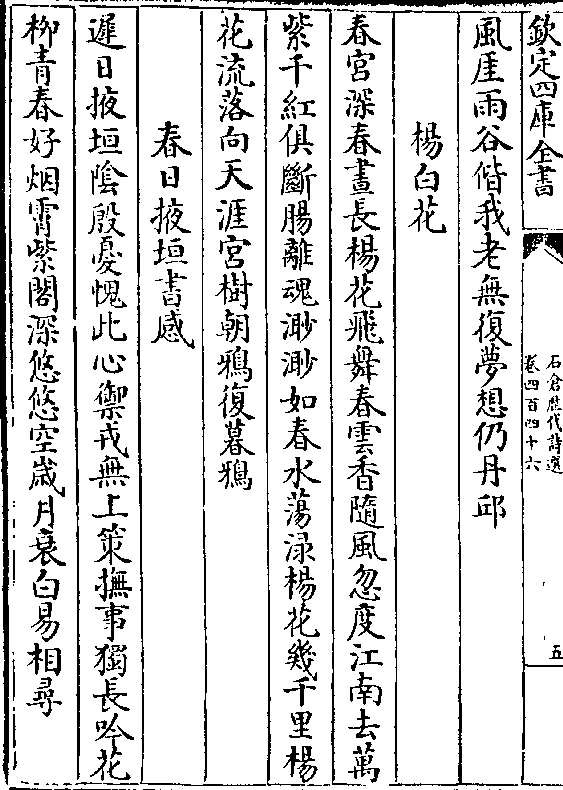 欽定四庫全書
石倉歷代詩選
卷四百四十六
五
風厓雨谷偕我老無復夢想仍丹邱
楊白花
春宮深春晝長楊花飛舞春雲香隨風忽度江南去萬
紫千紅俱斷腸離魂渺渺如春水蕩渌楊花幾千里楊
花流落向天涯宮樹朝鴉復暮鴉
春日掖垣書感
遲日掖垣陰殷憂愧此心禦戎無上策撫事獨長吟花
柳青春好烟霄紫閣深悠悠空歲月衰白易相尋